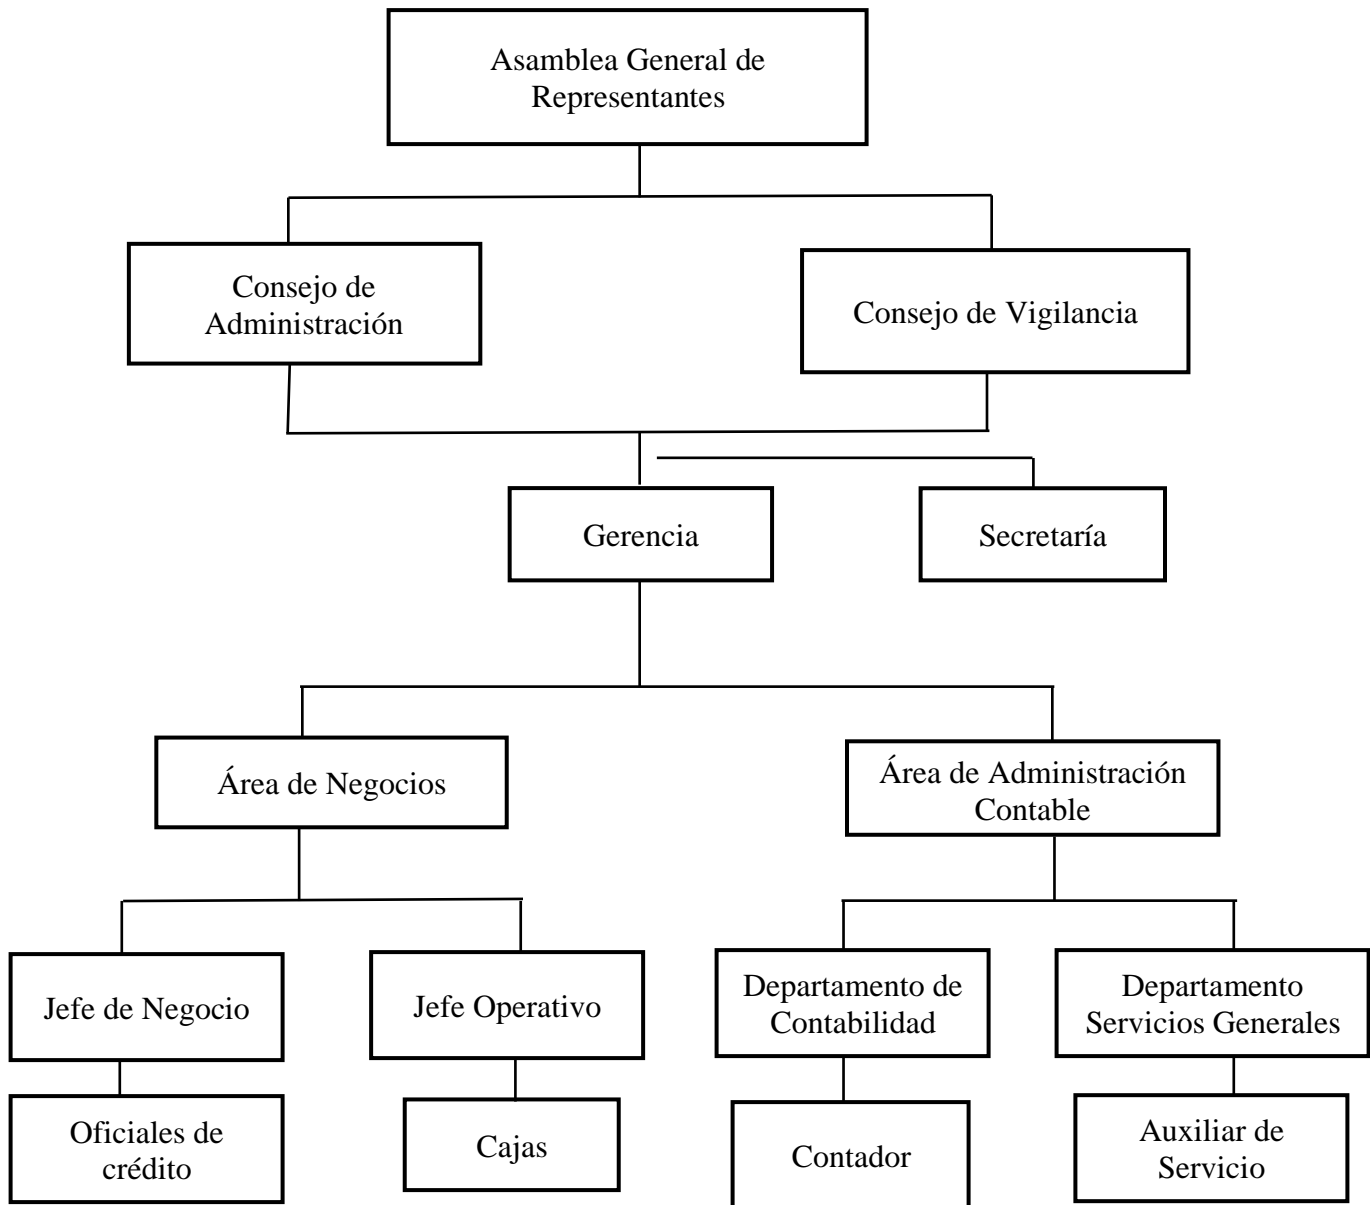 Asamblea General de
Representantes
Consejo de
Administración
Consejo de Vigilancia
Gerencia
Secretaría
Área de Negocios
Área de Administración
Contable
Jefe de Negocio
Jefe Operativo
Departamento de
Contabilidad
Departamento
Servicios Generales
Oficiales de
crédito
Cajas
Contador
Auxiliar de
Servicio